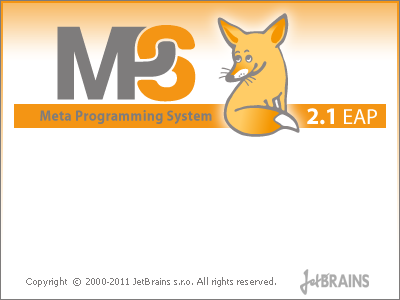 MPS
Meta Programming System
2.1 EAP
Copyright © 2000-2011 JetBrains s.r.o. All rights reserved.
JetBRAINS